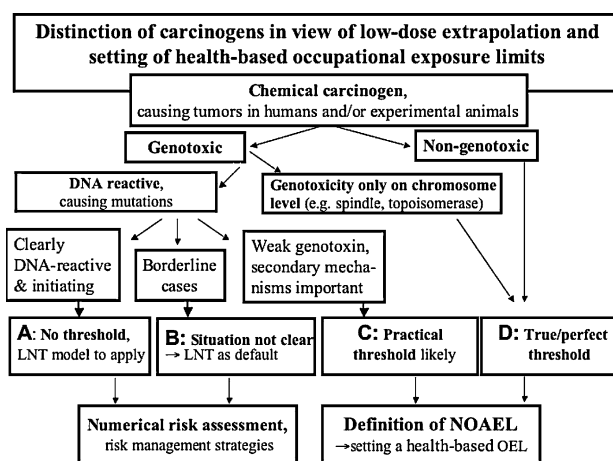 Distinction of carcinogens in view of low-dose extrapolation and
setting of health-based occupational exposure limits
Chemical carcinogen,
causing tumors in humans and/or experimental animals
Genotoxic
Non-genotoxic
DNA reactive,
causing mutations
Genotoxicity only on chromosome
level (e.g. spindle, topoisomerase)
Clearly
DNA-reactive
& initiating
Borderline
cases
Weak genotoxin,
secondary mecha-
nisms important
A: No threshold,
LNT model to apply
B: Situation not clear
→ LNT as default
C: Practical
threshold likely
D: True/perfect
threshold
Numerical risk assessment,
risk management strategies
Definition of NOAEL
→setting a health-based OEL